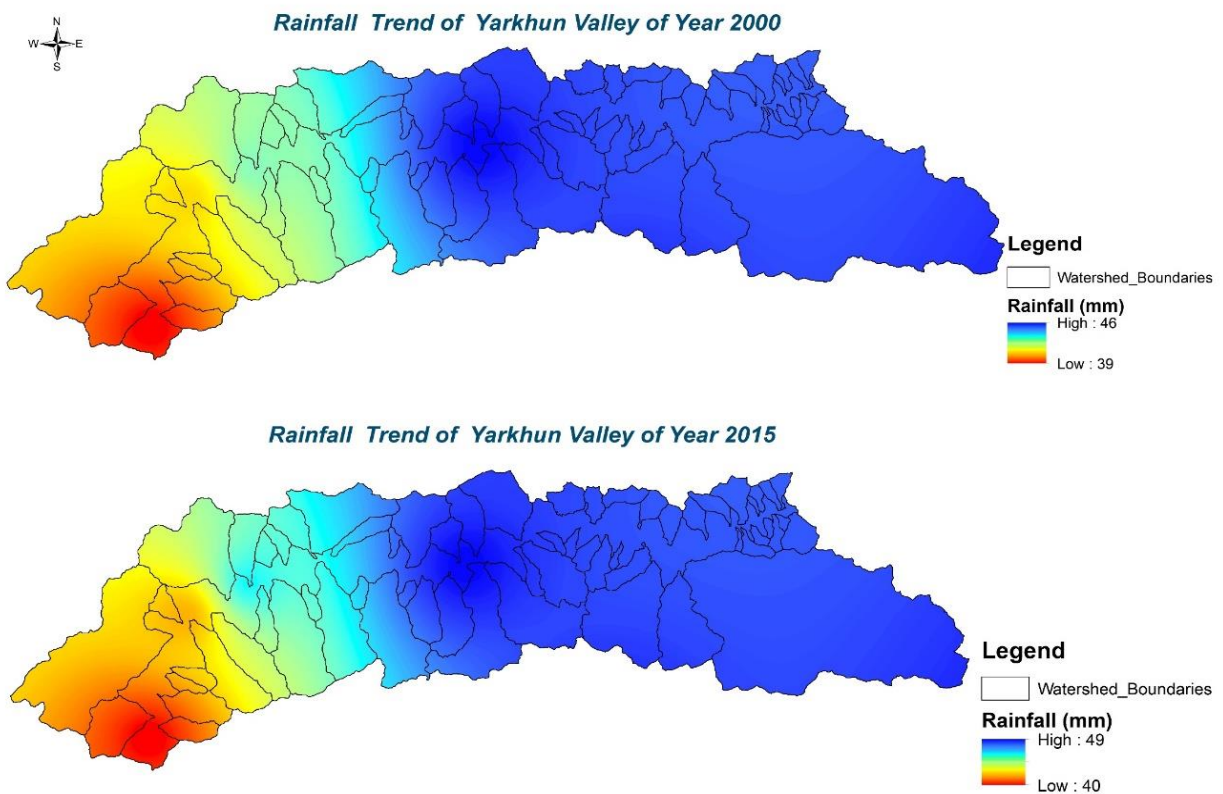 Rainfall Trend of Yarkhun Valley of Year 2000
N
W E
S
Legend
Watershed_Boundaries
Rainfall (mm)
High : 46
Low : 39
Rainfall Trend of Yarkhun Valley of Year 2015
Legend
Watershed_Boundaries
Rainfall (mm)
High : 49
Low : 40